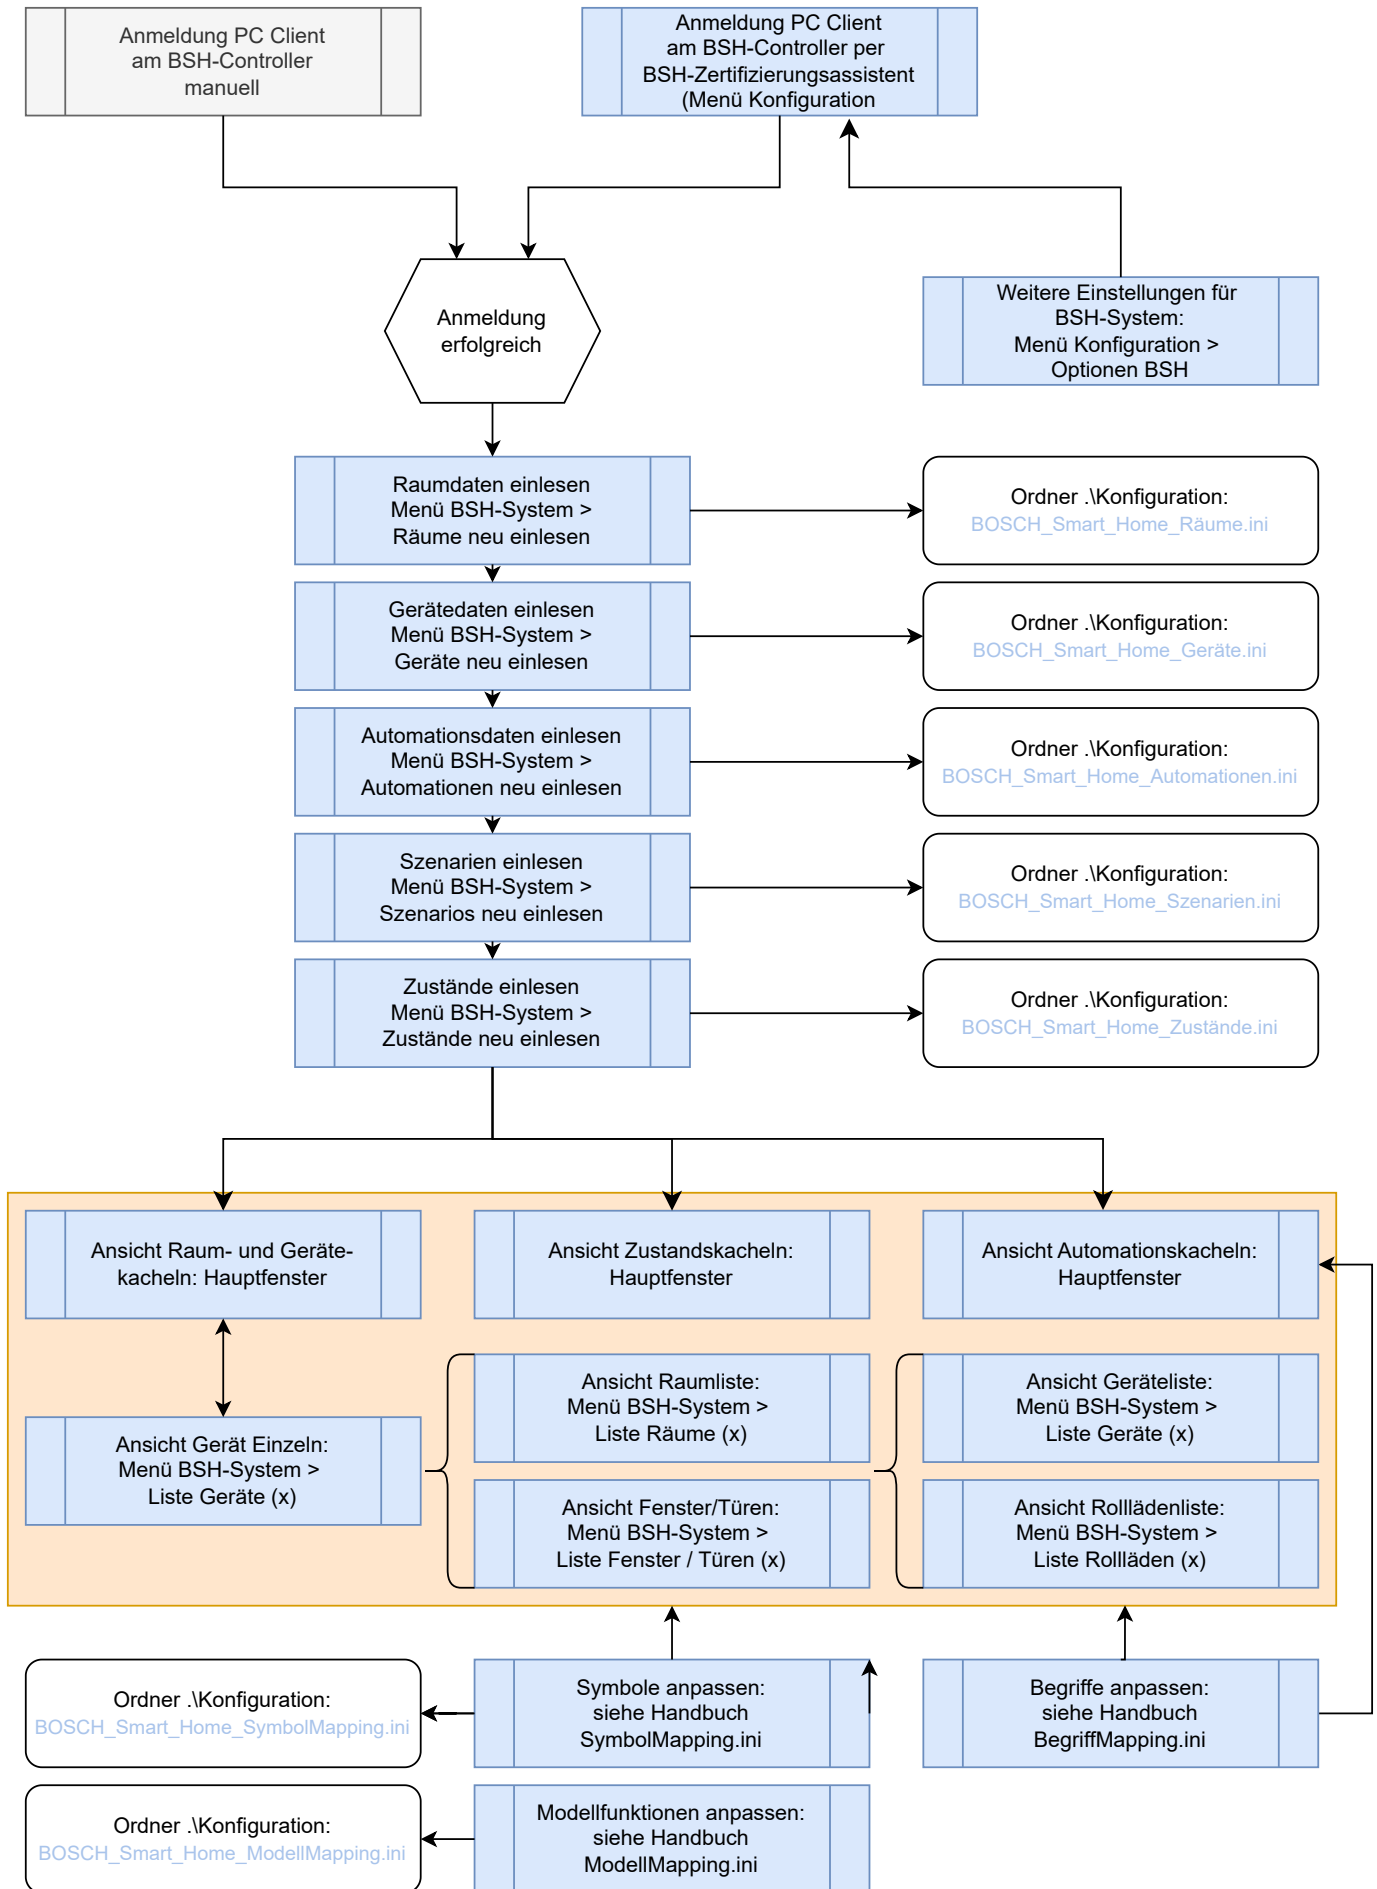 Anmeldung PC Client
am BSH-Controller
manuell
Anmeldung PC Client
am BSH-Controller per
BSH-Zertifizierungsassistent
(Menü Konfiguration
Anmeldung
erfolgreich
Weitere Einstellungen für
BSH-System:
Menü Konfiguration >
Optionen BSH
Raumdaten einlesen
Menü BSH-System >
Räume neu einlesen
Ordner .\Konfiguration:
BOSCH_Smart_Home_Räume.ini
Gerätedaten einlesen
Menü BSH-System >
Geräte neu einlesen
Ordner .\Konfiguration:
BOSCH_Smart_Home_Geräte.ini
Automationsdaten einlesen
Menü BSH-System >
Automationen neu einlesen
Ordner .\Konfiguration:
BOSCH_Smart_Home_Automationen.ini
Szenarien einlesen
Menü BSH-System >
Szenarios neu einlesen
Ordner .\Konfiguration:
BOSCH_Smart_Home_Szenarien.ini
Zustände einlesen
Menü BSH-System >
Zustände neu einlesen
Ordner .\Konfiguration:
BOSCH_Smart_Home_Zustände.ini
Ansicht Raum- und Geräte-
kacheln: Hauptfenster
Ansicht Zustandskacheln:
Hauptfenster
Ansicht Automationskacheln:
Hauptfenster
Ansicht Gerät Einzeln:
Menü BSH-System >
Liste Geräte (x)
Ansicht Raumliste:
Menü BSH-System >
Liste Räume (x)
Ansicht Geräteliste:
Menü BSH-System >
Liste Geräte (x)
Ansicht Fenster/Türen:
Menü BSH-System >
Liste Fenster / Türen (x)
Ansicht Rolllädenliste:
Menü BSH-System >
Liste Rollläden (x)
Ordner .\Konfiguration:
BOSCH_Smart_Home_SymbolMapping.ini
Symbole anpassen:
siehe Handbuch
SymbolMapping.ini
Begriffe anpassen:
siehe Handbuch
BegriffMapping.ini
Ordner .\Konfiguration:
BOSCH_Smart_Home_ModellMapping.ini
Modellfunktionen anpassen:
siehe Handbuch
ModellMapping.ini